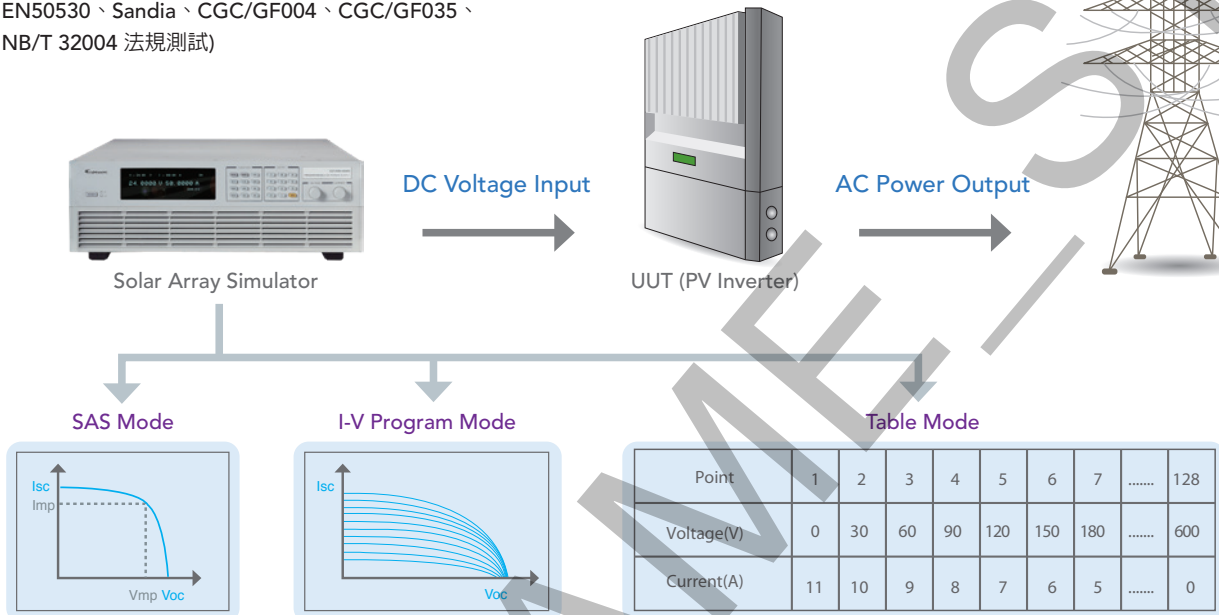 EN50530、Sandia、CGC/GF004、CGC/GF035、
NB/T 32004 法規測試)
DC Voltage Input
AC Power Output
Solar Array Simulator
UUT (PV Inverter)
SAS Mode
I-V Program Mode
Table Mode
Isc
Imp
Vmp Voc
Isc
Voc
Point 1 2 3 4 5 6 7 ....... 128
Voltage(V) 0 30 60 90 120 150 180 ....... 600
Current(A) 11 10 9 8 7 6 5 ....... 0